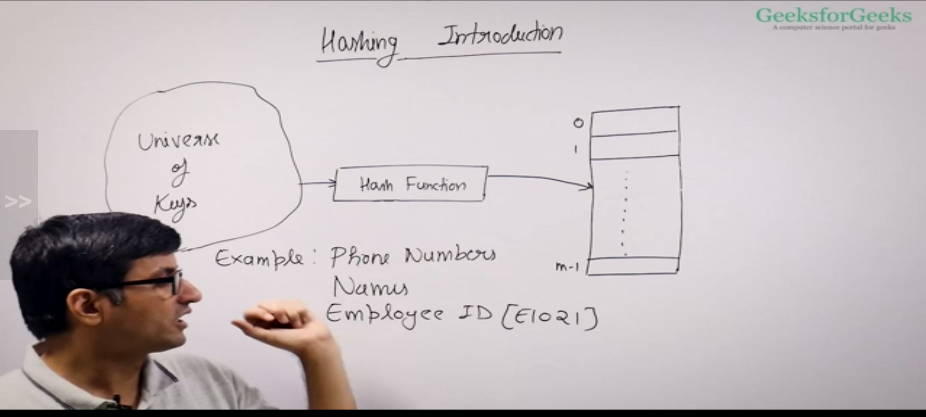 GeeksforGeeks
A computer science portal for geeks
Hashing Introduction
Universe
of
Keys
Hash Function
0
1
m-1
Example: Phone Numbers
Names
Employee ID [E1021]
>>